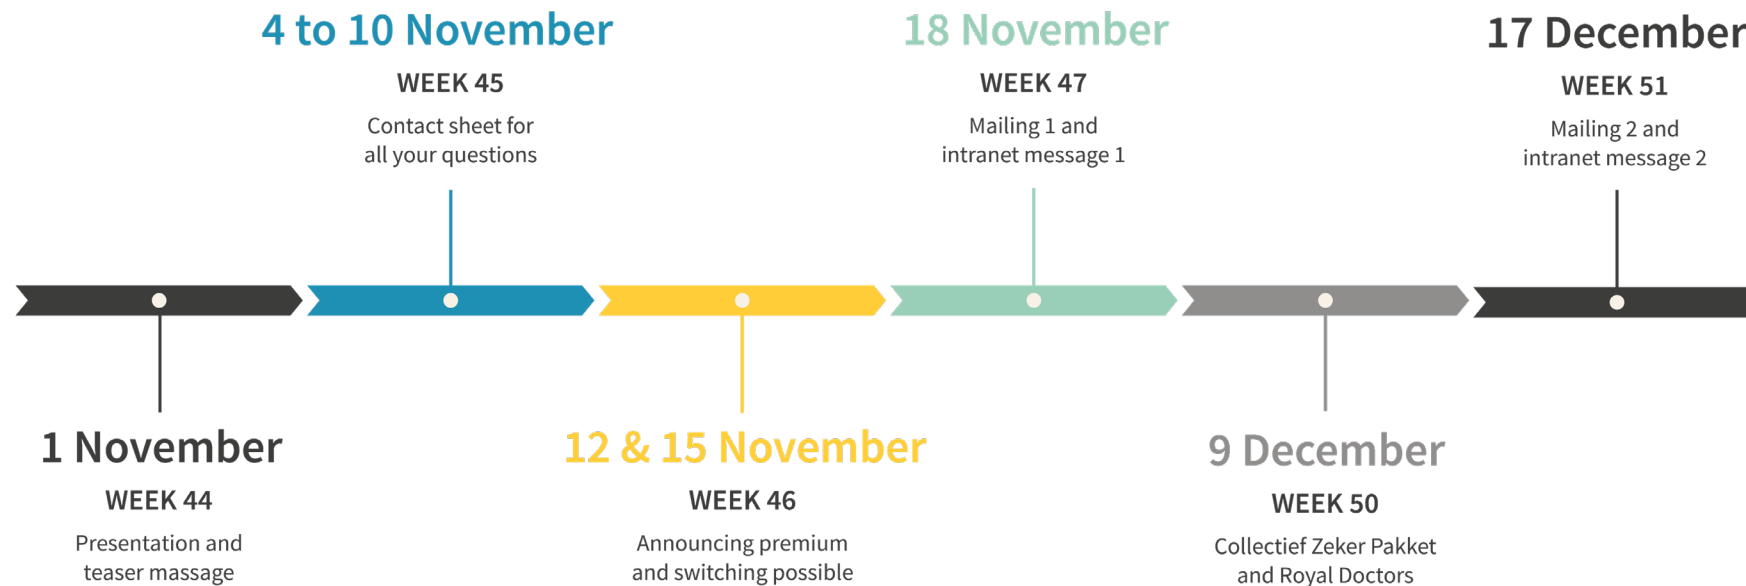 4 to 10 November
WEEK 45
Contact sheet for
all your questions
18 November
WEEK 47
Mailing 1 and
intranet message 1
17 December
WEEK 51
Mailing 2 and
intranet message 2
1 November
WEEK 44
Presentation and
teaser massage
12 & 15 November
WEEK 46
Announcing premium
and switching possible
9 December
WEEK 50
Collectief Zeker Pakket
and Royal Doctors